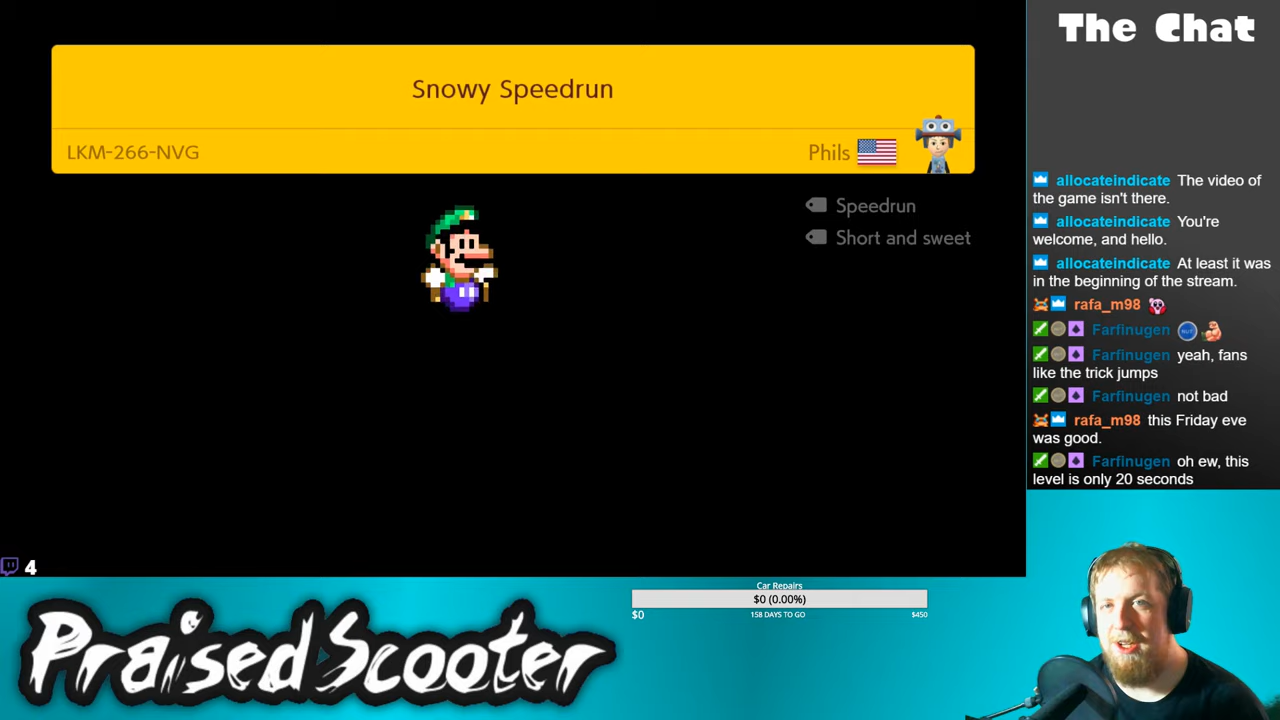 The Chat
Snowy Speedrun
LKM-266-NVG
Phils
Speedrun
Short and sweet
allocateindicate The video of
the game isn't there.
allocateindicate You're
welcome, and hello.
allocateindicate At least it was
in the beginning of the stream.
rafa_m98
Farfinugen
Farfinugen yeah, fans
like the trick jumps
Farfinugen not bad
rafa_m98 this Friday eve
was good.
Farfinugen oh ew, this
level is only 20 seconds
4
Car Repairs
$0 (0.00%)
$0 158 DAYS TO GO $450
PraisedScooter